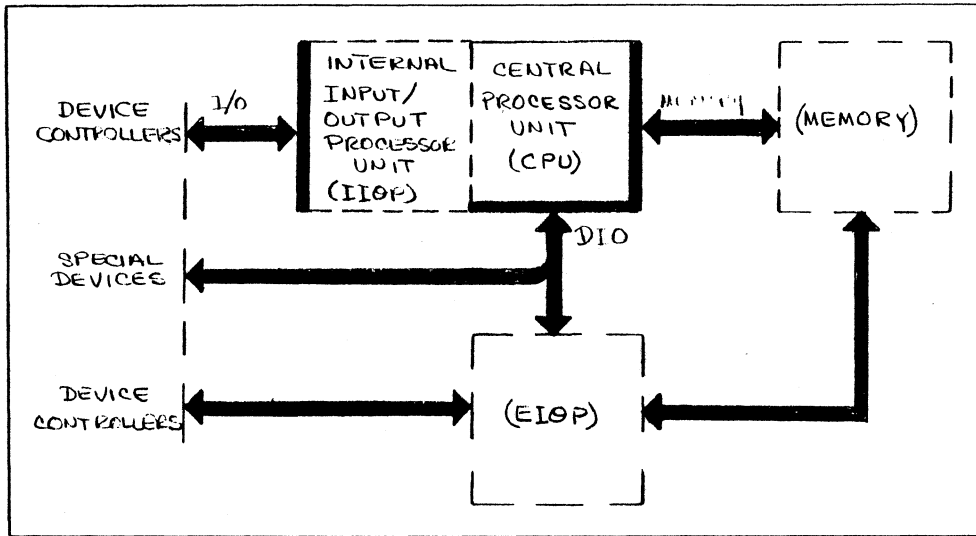 DEVICE
CONTROLLERS
I/O
INTERNAL
INPUT/
OUTPUT
PROCESSOR
UNIT
(IIOP)
CENTRAL
PROCESSOR
UNIT
(CPU)
MEMORY
(MEMORY)
DIO
SPECIAL
DEVICES
DEVICE
CONTROLLERS
(EIOP)